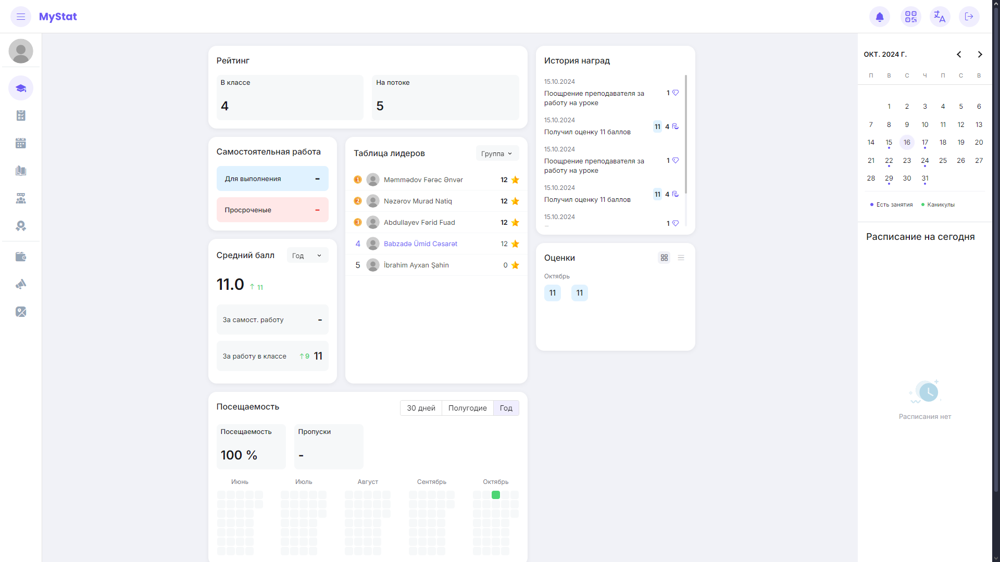 MyStat
Рейтинг
В классе
4
На потоке
5
Самостоятельная работа
Для выполнения -
Просроченые -
Таблица лидеров
Группа
1 Məmmədov Fərəc Ənvər 12
2 Nəzərov Murad Natiq 12
3 Abdullayev Fərid Fuad 12
4 Babzadə Ümid Cəsarət 12
5 İbrahim Ayxan Şahin 0
Средний балл
Год
11.0 ↑ 11
За самост. работу -
За работу в классе ↑9 11
Посещаемость
30 дней Полугодие Год
Посещаемость
100 %
Пропуски
-
Июнь Июль Август Сентябрь Октябрь
История наград
15.10.2024
Поощрение преподавателя за
работу на уроке
1
15.10.2024
Получил оценку 11 баллов
11 4
15.10.2024
Поощрение преподавателя за
работу на уроке
1
15.10.2024
Получил оценку 11 баллов
11 4
15.10.2024
1
Оценки
Октябрь
11 11
ОКТ. 2024 Г.
П В С Ч П С В
1 2 3 4 5 6
7 8 9 10 11 12 13
14 15 16 17 18 19 20
21 22 23 24 25 26 27
28 29 30 31
Есть занятия Каникулы
Расписание на сегодня
Расписания нет